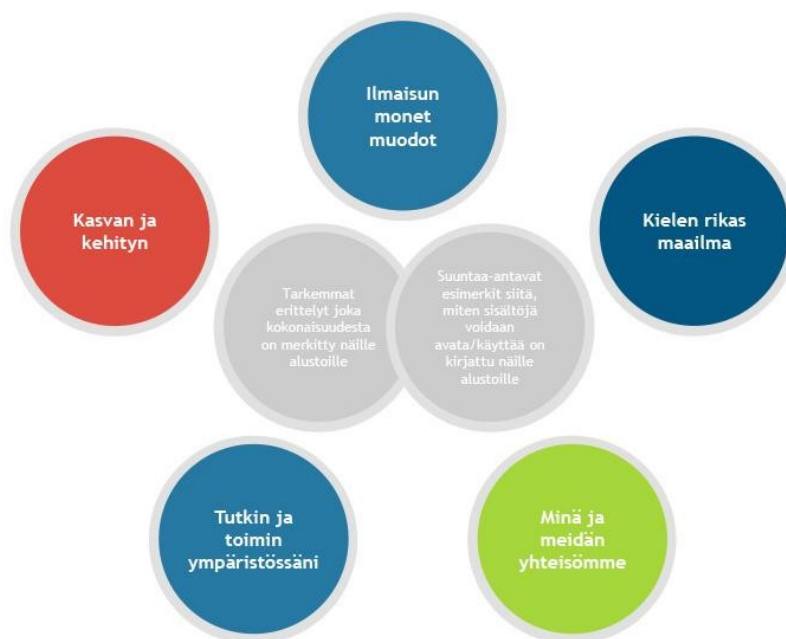 Ilmaisun
monet
muodot
Kasvan ja
kehityn
Kielen rikas
maailma
Tarkemmat
erittelyt joka
kokonaisuudesta
on merkitty näille
alustoille
Suuntaa-antavat
esimerkit siitä,
miten sisältöjä
voidaan
avata/käyttää on
kirjattu näille
alustoille
Tutkin ja
toimin
ympäristössäni
Minä ja
meidän
yhteisömme